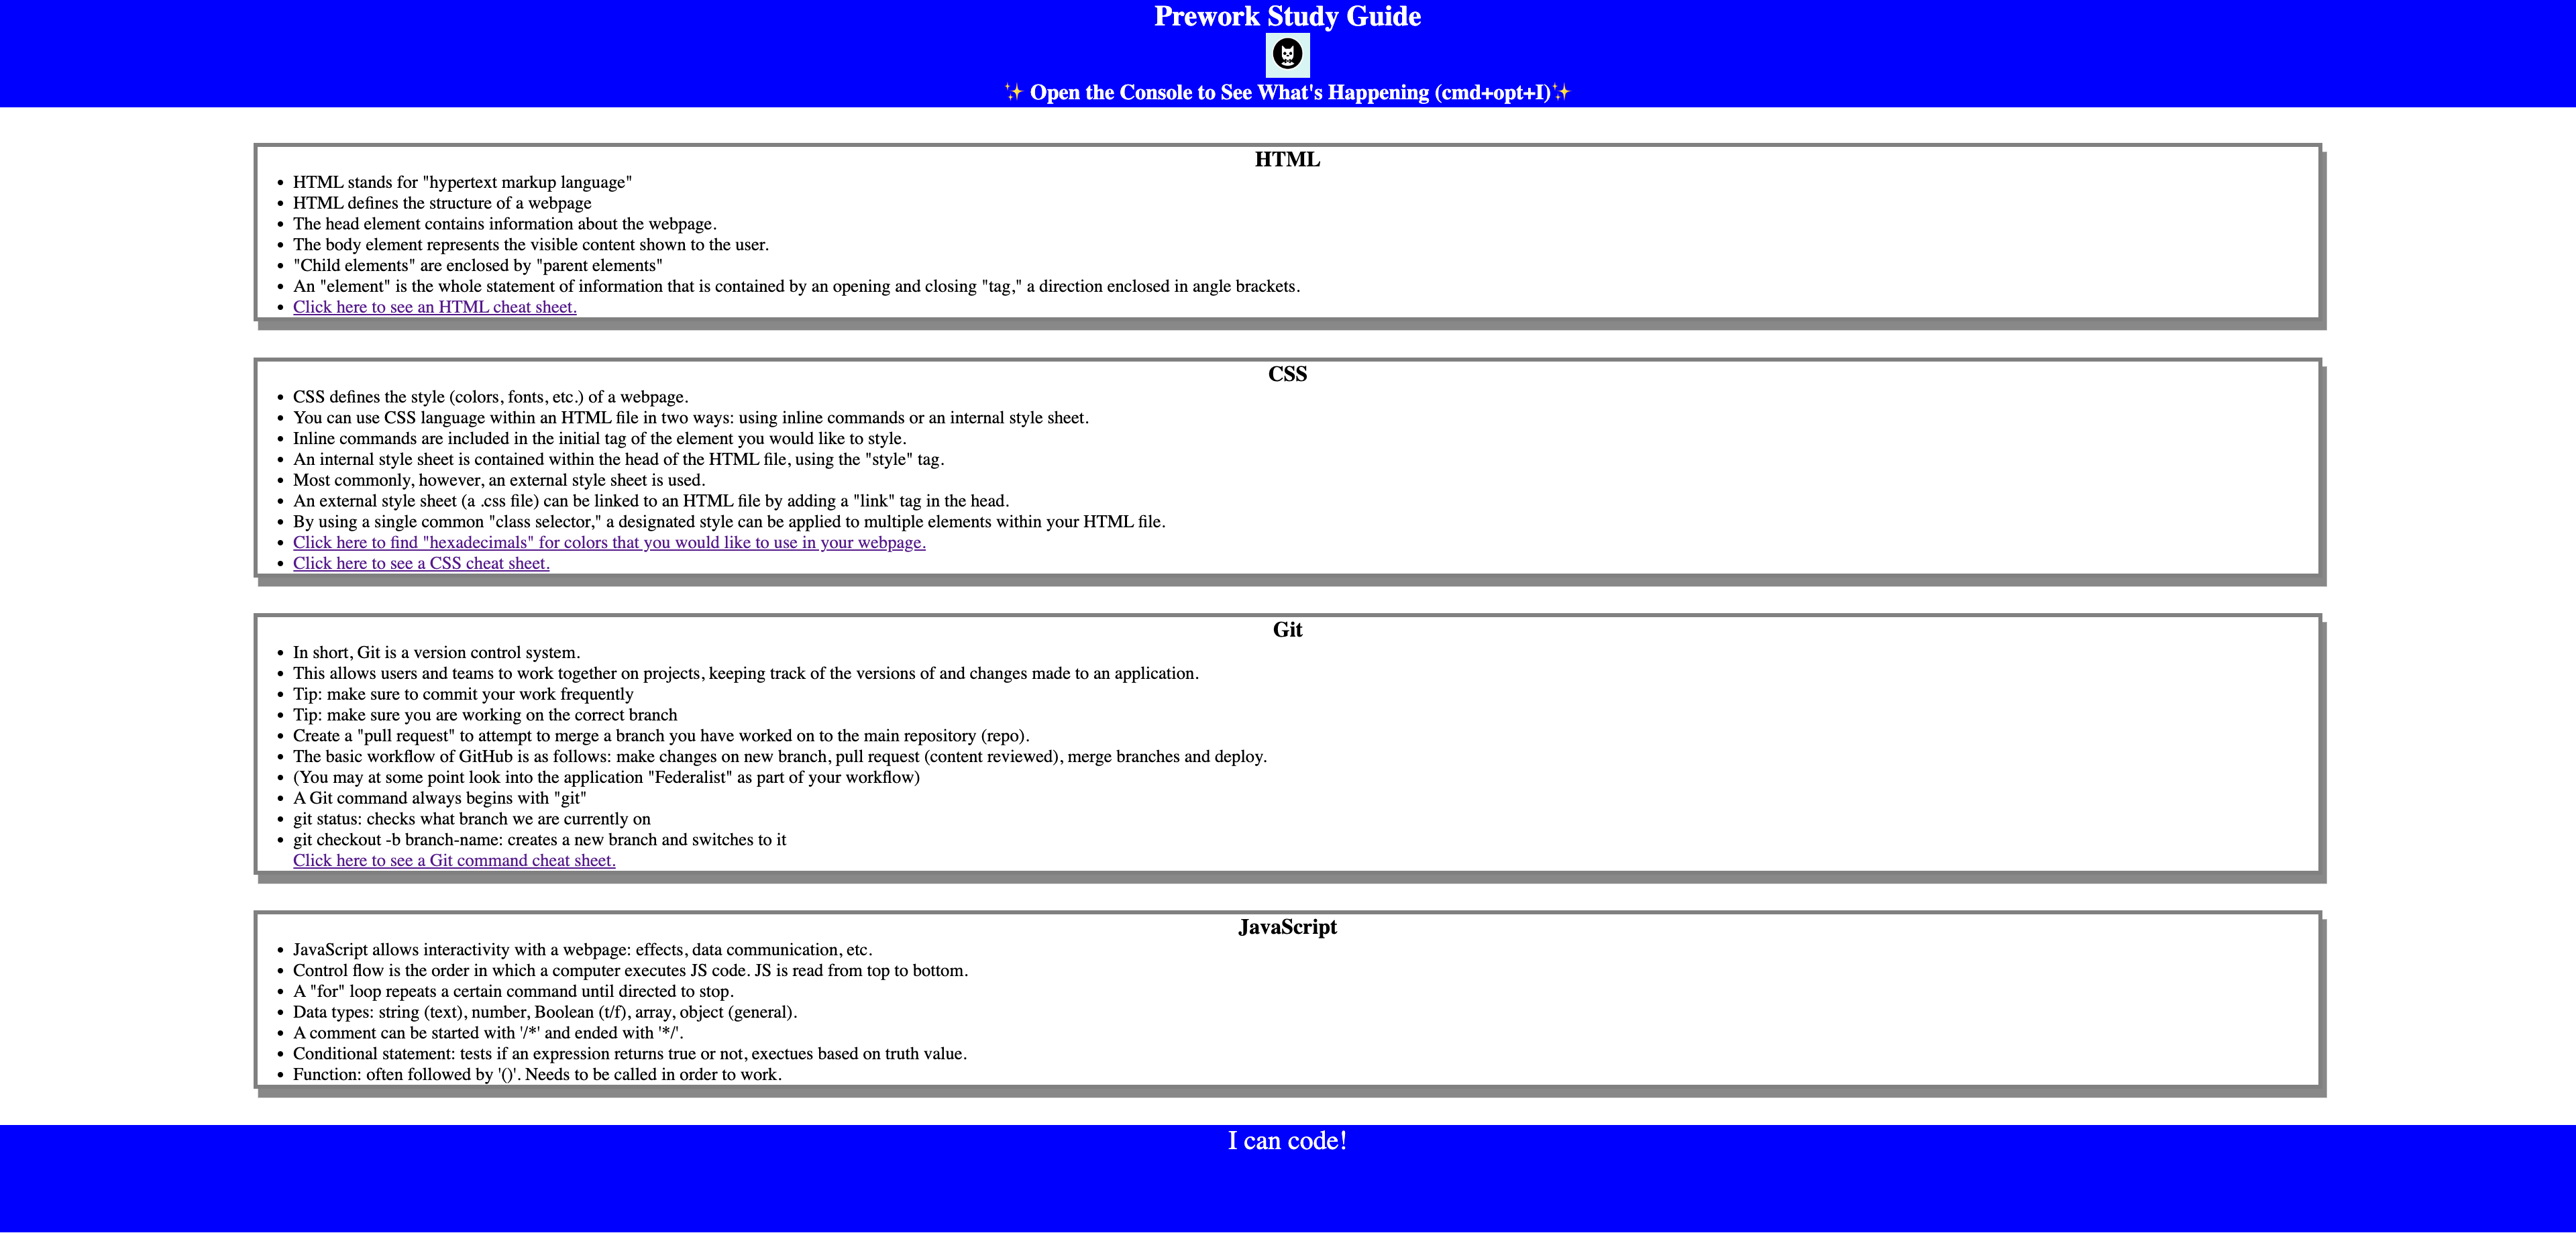 Prework Study Guide
✨ Open the Console to See What's Happening (cmd+opt+I)✨
HTML
• HTML stands for "hypertext markup language"
• HTML defines the structure of a webpage
• The head element contains information about the webpage.
• The body element represents the visible content shown to the user.
• "Child elements" are enclosed by "parent elements"
• An "element" is the whole statement of information that is contained by an opening and closing "tag," a direction enclosed in angle brackets.
• Click here to see an HTML cheat sheet.
CSS
• CSS defines the style (colors, fonts, etc.) of a webpage.
• You can use CSS language within an HTML file in two ways: using inline commands or an internal style sheet.
• Inline commands are included in the initial tag of the element you would like to style.
• An internal style sheet is contained within the head of the HTML file, using the "style" tag.
• Most commonly, however, an external style sheet is used.
• An external style sheet (a .css file) can be linked to an HTML file by adding a "link" tag in the head.
• By using a single common "class selector," a designated style can be applied to multiple elements within your HTML file.
• Click here to find "hexadecimals" for colors that you would like to use in your webpage.
• Click here to see a CSS cheat sheet.
Git
• In short, Git is a version control system.
• This allows users and teams to work together on projects, keeping track of the versions of and changes made to an application.
• Tip: make sure to commit your work frequently
• Tip: make sure you are working on the correct branch
• Create a "pull request" to attempt to merge a branch you have worked on to the main repository (repo).
• The basic workflow of GitHub is as follows: make changes on new branch, pull request (content reviewed), merge branches and deploy.
• (You may at some point look into the application "Federalist" as part of your workflow)
• A Git command always begins with "git"
• git status: checks what branch we are currently on
• git checkout -b branch-name: creates a new branch and switches to it
Click here to see a Git command cheat sheet.
JavaScript
• JavaScript allows interactivity with a webpage: effects, data communication, etc.
• Control flow is the order in which a computer executes JS code. JS is read from top to bottom.
• A "for" loop repeats a certain command until directed to stop.
• Data types: string (text), number, Boolean (t/f), array, object (general).
• A comment can be started with '/*' and ended with '*/'.
• Conditional statement: tests if an expression returns true or not, exectues based on truth value.
• Function: often followed by '()'. Needs to be called in order to work.
I can code!